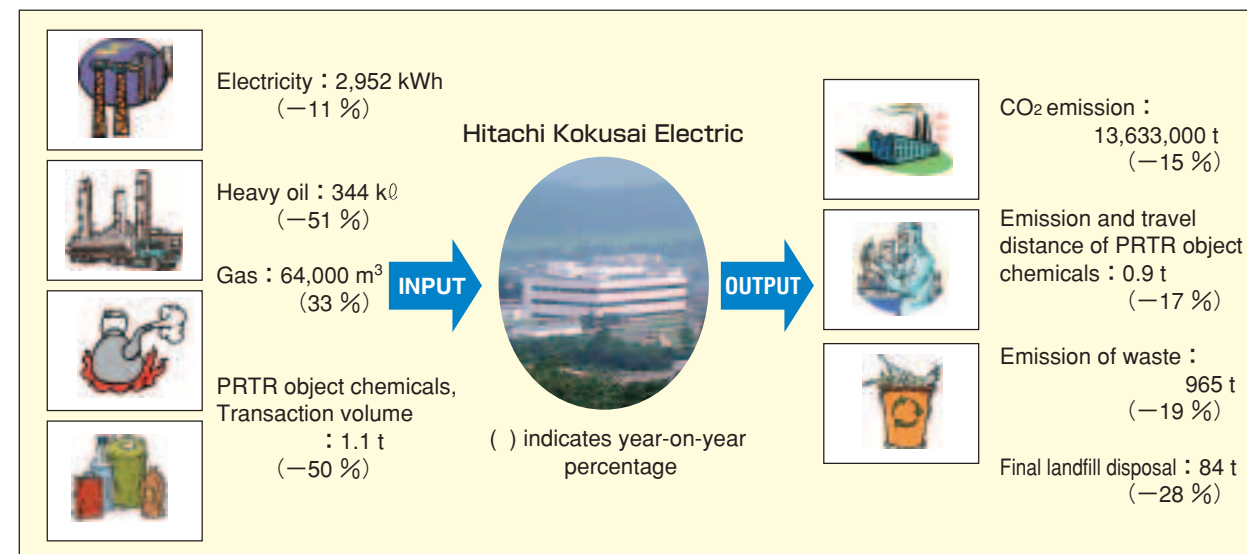 Electricity：2,952 kWh
（－11 %）
Heavy oil：344 kℓ
（－51 %）
Gas：64,000 m³
（33 %）
PRTR object chemicals,
Transaction volume
：1.1 t
（－50 %）
INPUT
Hitachi Kokusai Electric
( ) indicates year-on-year
percentage
OUTPUT
CO₂ emission：
13,633,000 t
（－15 %）
Emission and travel
distance of PRTR object
chemicals：0.9 t
（－17 %）
Emission of waste：
965 t
（－19 %）
Final landfill disposal：84 t
（－28 %）